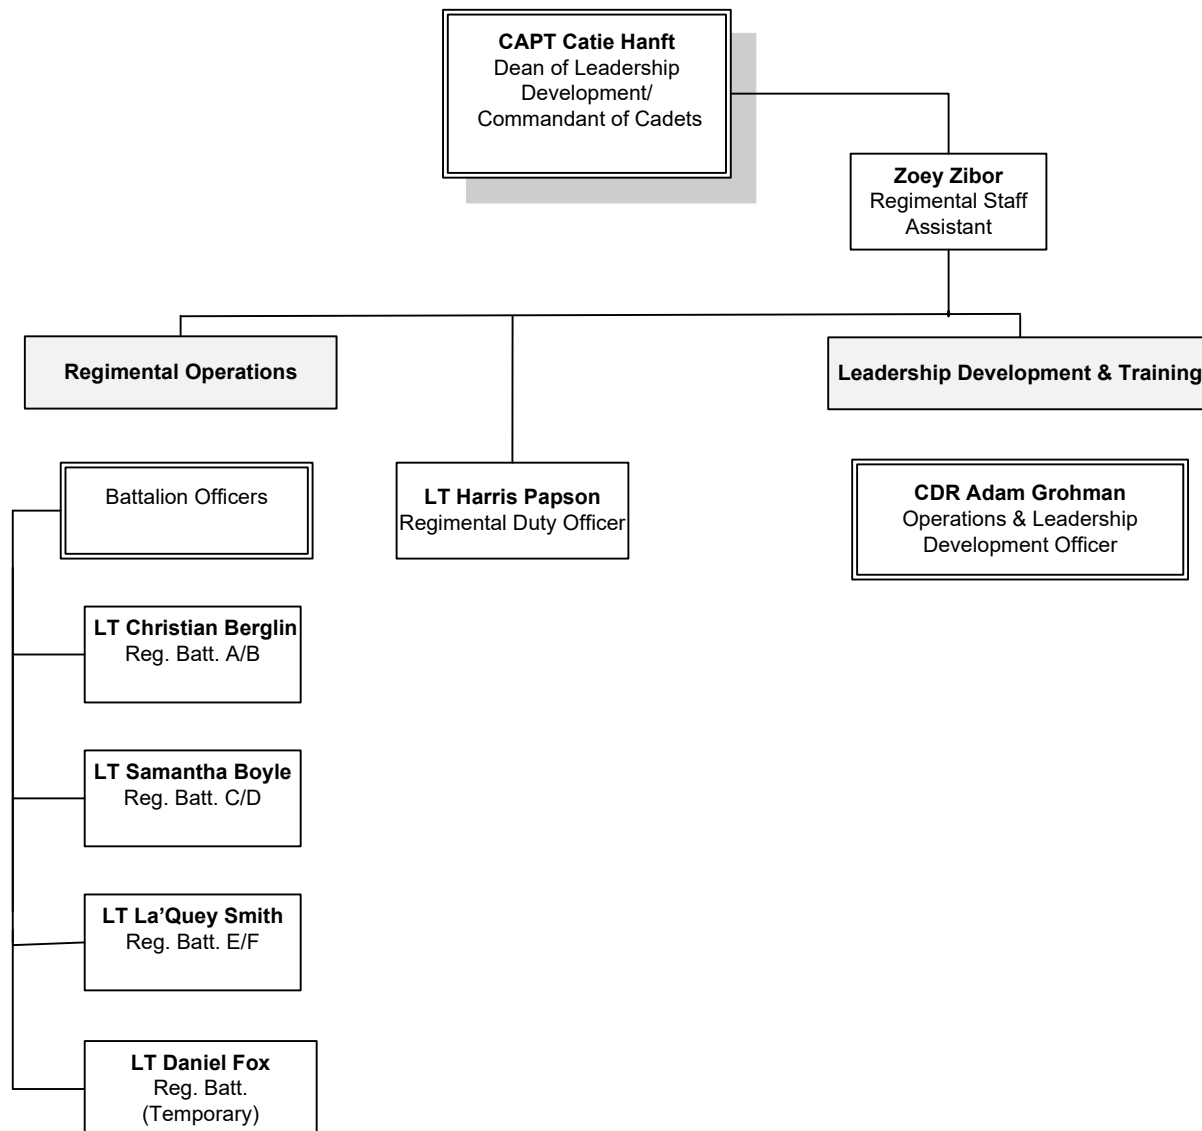 CAPT Catie Hanft
Dean of Leadership
Development/
Commandant of Cadets
Zoey Zibor
Regimental Staff
Assistant
Regimental Operations
Leadership Development & Training
Battalion Officers
LT Harris Papson
Regimental Duty Officer
CDR Adam Grohman
Operations & Leadership
Development Officer
LT Christian Berglin
Reg. Batt. A/B
LT Samantha Boyle
Reg. Batt. C/D
LT La’Quey Smith
Reg. Batt. E/F
LT Daniel Fox
Reg. Batt.
(Temporary)